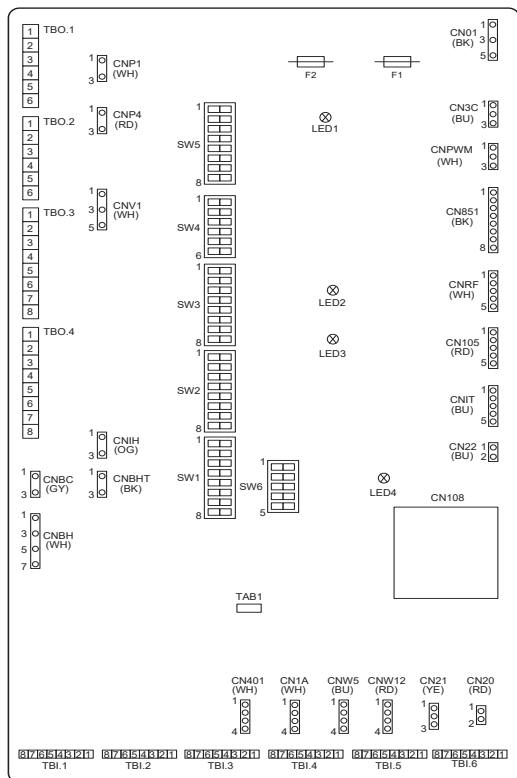 TBO.1
1
2
3
4
5
6
CNP1
(WH)
1
3
CNP4
(RD)
1
3
TBO.2
1
2
3
4
5
6
CNV1
(WH)
1
3
5
TBO.3
1
2
3
4
5
6
7
8
TBO.4
1
2
3
4
5
6
7
8
CNIH
(OG)
1
3
CNBC
(GY)
1
3
CNBHT
(BK)
1
3
CNBH
(WH)
1
3
5
7
SW5
1
8
SW4
1
6
SW3
1
8
SW2
1
8
SW1
1
8
SW6
1
5
F2
F1
LED1
LED2
LED3
LED4
CN01
(BK)
1
3
5
CN3C
(BU)
1
3
CNPWM
(WH)
1
3
CN851
(BK)
1
8
CNRF
(WH)
1
5
CN105
(RD)
1
5
CNIT
(BU)
1
5
CN22
(BU)
1
2
CN108
TAB1
CN401
(WH)
1
4
CN1A
(WH)
1
4
CNW5
(BU)
1
4
CNW12
(RD)
1
4
CN21
(YE)
1
3
CN20
(RD)
1
2
8 7 6 5 4 3 2 1
TBI.1
8 7 6 5 4 3 2 1
TBI.2
8 7 6 5 4 3 2 1
TBI.3
8 7 6 5 4 3 2 1
TBI.4
8 7 6 5 4 3 2 1
TBI.5
8 7 6 5 4 3 2 1
TBI.6